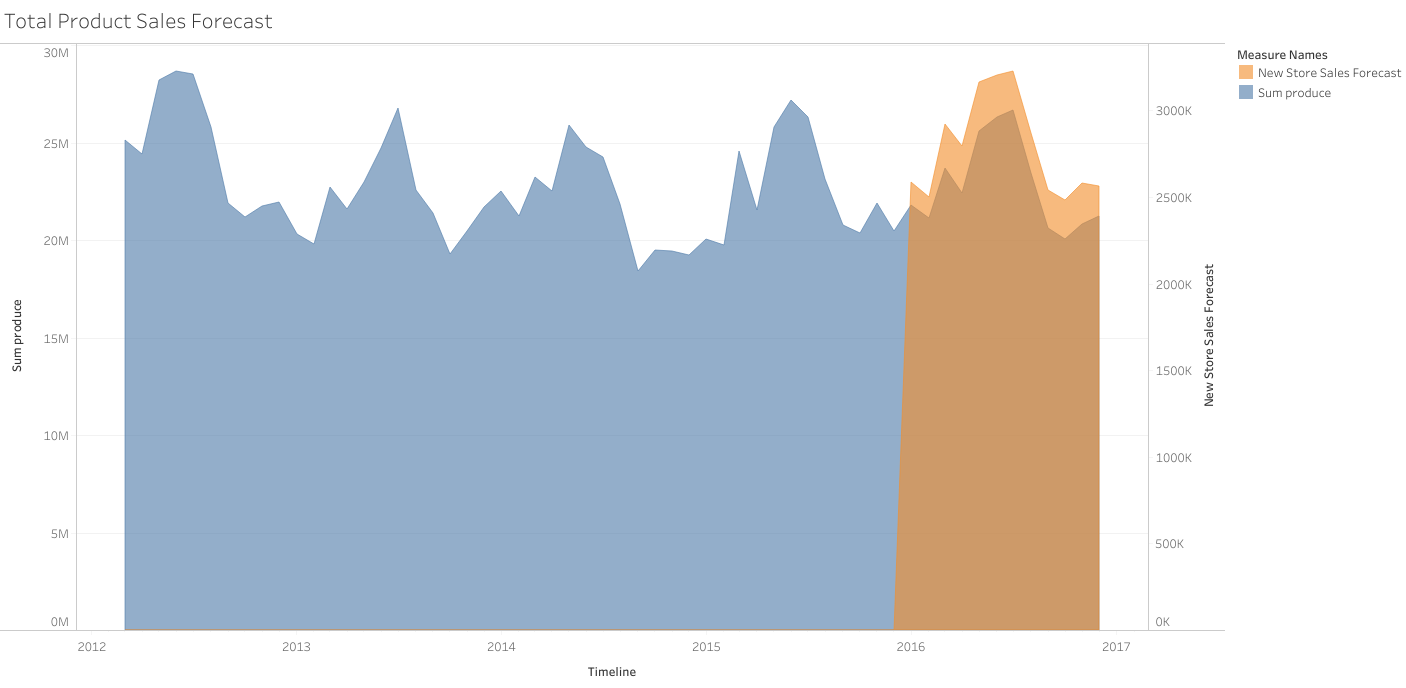 Total Product Sales Forecast
Measure Names
New Store Sales Forecast
Sum produce
30M
25M
20M
15M
10M
5M
0M
Sum produce
3000K
2500K
2000K
1500K
1000K
500K
0K
New Store Sales Forecast
2012 2013 2014 2015 2016 2017
Timeline